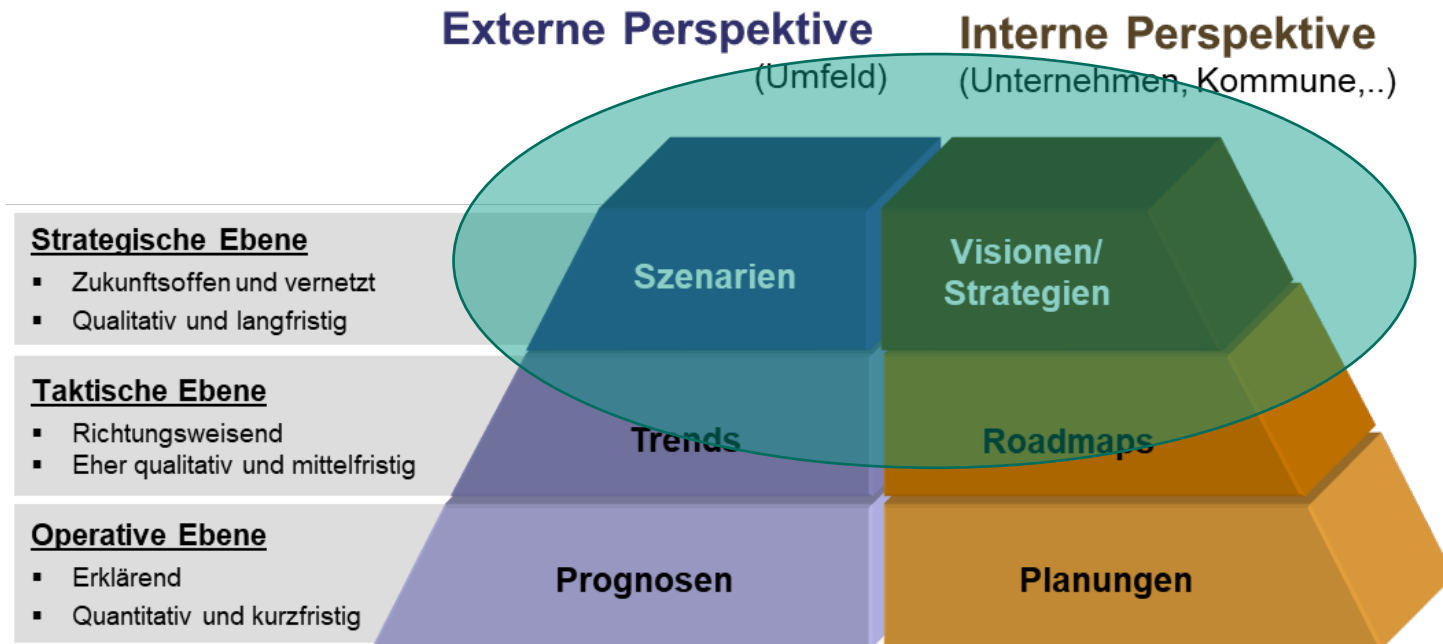 Externe Perspektive
(Umfeld)
Interne Perspektive
(Unternehmen, Kommune,..)
Strategische Ebene
▪ Zukunftsoffen und vernetzt
▪ Qualitativ und langfristig
Szenarien
Visionen/
Strategien
Taktische Ebene
▪ Richtungsweisend
▪ Eher qualitativ und mittelfristig
Trends
Roadmaps
Operative Ebene
▪ Erklärend
▪ Quantitativ und kurzfristig
Prognosen
Planungen